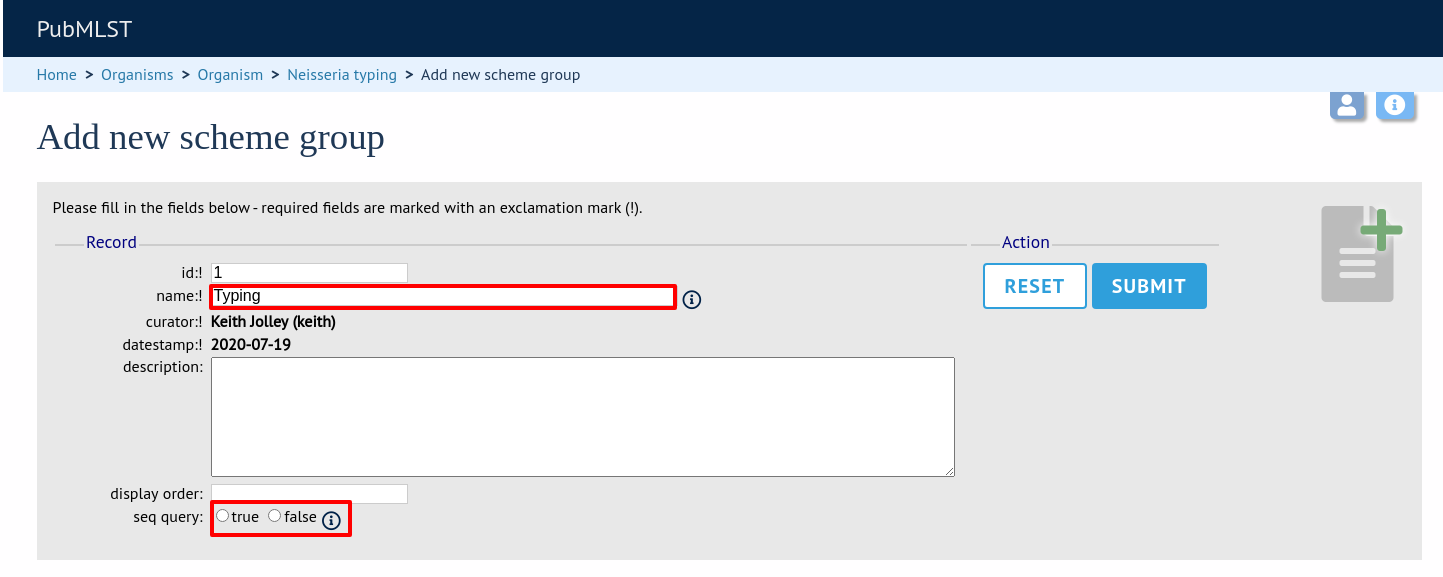 PubMLST
Home > Organisms > Organism > Neisseria typing > Add new scheme group
Add new scheme group
Please fill in the fields below - required fields are marked with an exclamation mark (!).
Record
Action
id:! 1
RESET SUBMIT
name:! Typing
curator:! Keith Jolley (keith)
datestamp:! 2020-07-19
description:
display order:
seq query: true false